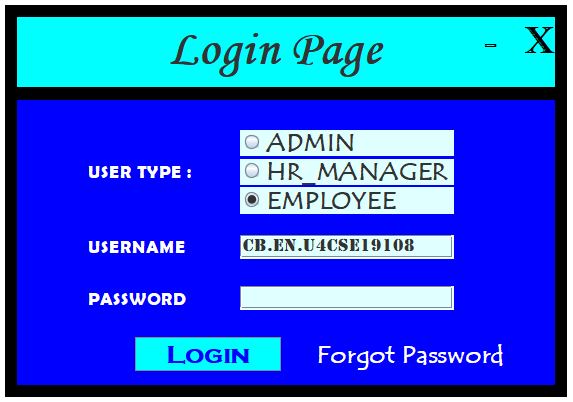 Login Page
- X
ADMIN
USER TYPE : HR_MANAGER
EMPLOYEE
USERNAME CB.EN.U4CSE19108
PASSWORD
LOGIN Forgot Password